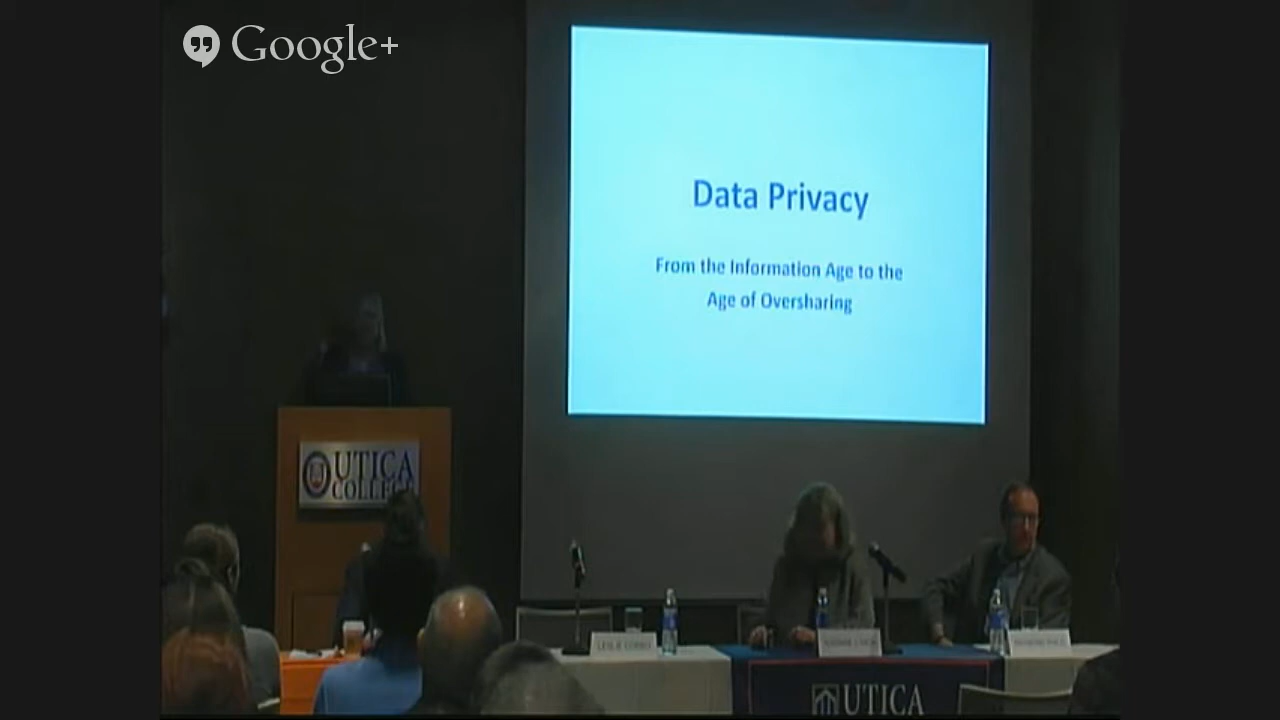 Google+
Data Privacy
From the Information Age to the
Age of Oversharing
UTICA
COLLEGE
UTICA